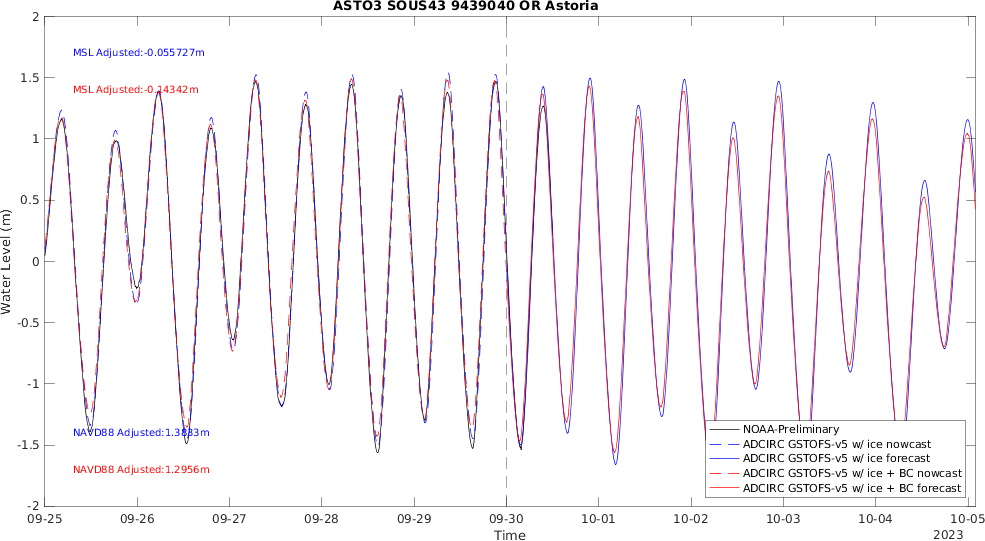 ASTO3 SOUS43 9439040 OR Astoria
2
1.5
1
0.5
0
-0.5
-1
-1.5
-2
Water Level (m)
MSL Adjusted:-0.055727m
MSL Adjusted:-0.14342m
NAVD88 Adjusted:1.3833m
NAVD88 Adjusted:1.2956m
NOAA-Preliminary
ADCIRC GSTOFS-v5 w/ ice nowcast
ADCIRC GSTOFS-v5 w/ ice forecast
ADCIRC GSTOFS-v5 w/ ice + BC nowcast
ADCIRC GSTOFS-v5 w/ ice + BC forecast
09-25 09-26 09-27 09-28 09-29 09-30 10-01 10-02 10-03 10-04 10-05
Time
2023